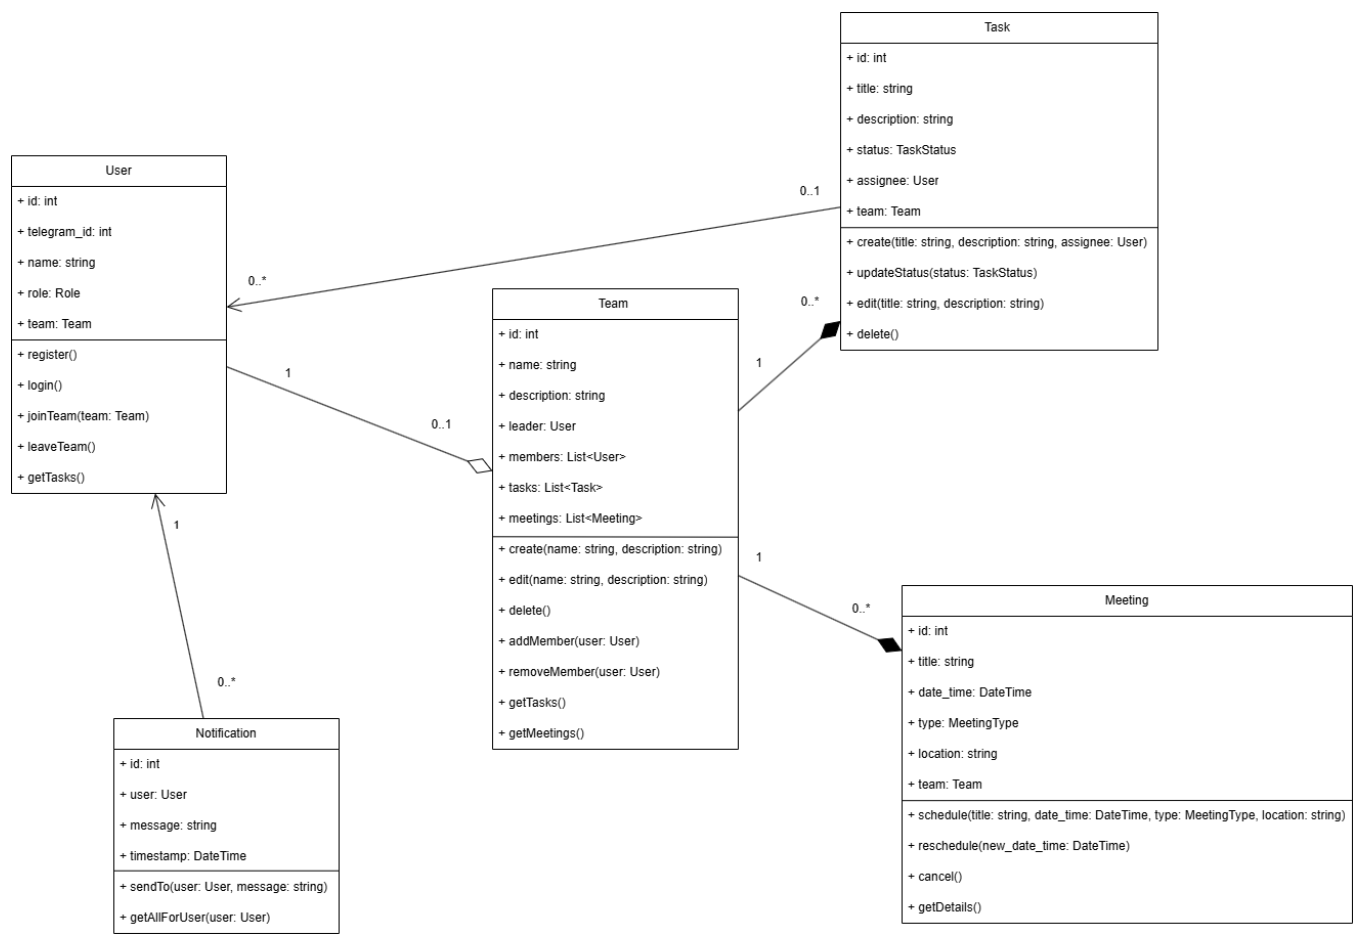 Task
+ id: int
+ title: string
+ description: string
+ status: TaskStatus
+ assignee: User
+ team: Team
+ create(title: string, description: string, assignee: User)
+ updateStatus(status: TaskStatus)
+ edit(title: string, description: string)
+ delete()
User
+ id: int
+ telegram_id: int
+ name: string
+ role: Role
+ team: Team
+ register()
+ login()
+ joinTeam(team: Team)
+ leaveTeam()
+ getTasks()
0..1
0..*
0..*
1
1
0..1
Team
+ id: int
+ name: string
+ description: string
+ leader: User
+ members: List<User>
+ tasks: List<Task>
+ meetings: List<Meeting>
+ create(name: string, description: string)
+ edit(name: string, description: string)
+ delete()
+ addMember(user: User)
+ removeMember(user: User)
+ getTasks()
+ getMeetings()
1
0..*
1
0..*
Notification
+ id: int
+ user: User
+ message: string
+ timestamp: DateTime
+ sendTo(user: User, message: string)
+ getAllForUser(user: User)
Meeting
+ id: int
+ title: string
+ date_time: DateTime
+ type: MeetingType
+ location: string
+ team: Team
+ schedule(title: string, date_time: DateTime, type: MeetingType, location: string)
+ reschedule(new_date_time: DateTime)
+ cancel()
+ getDetails()